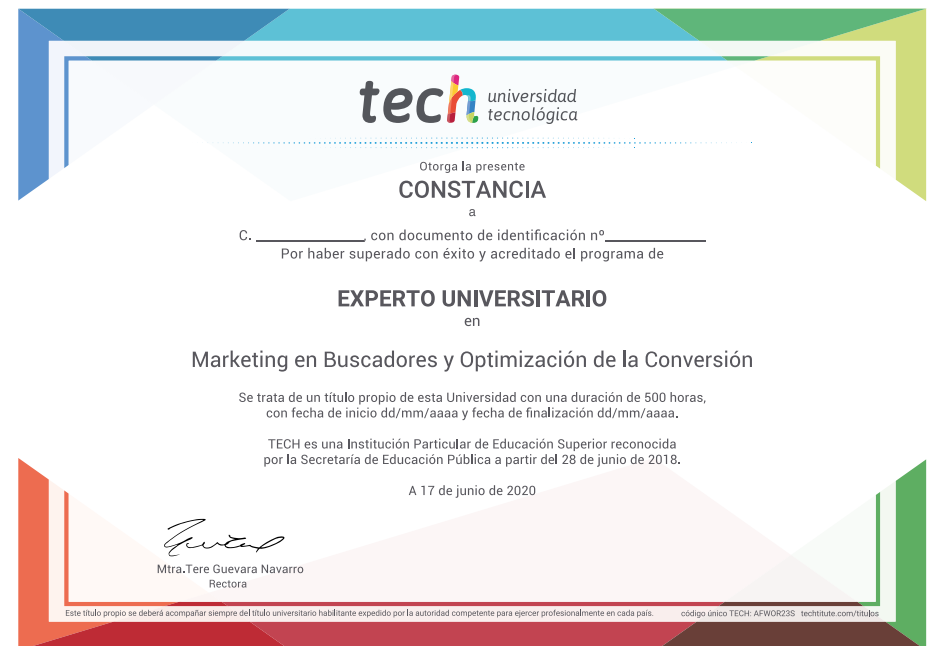 tech universidad
tecnológica
Otorga la presente
CONSTANCIA
a
C. ____________, con documento de identificación nº____________
Por haber superado con éxito y acreditado el programa de
EXPERTO UNIVERSITARIO
en
Marketing en Buscadores y Optimización de la Conversión
Se trata de un título propio de esta Universidad con una duración de 500 horas,
con fecha de inicio dd/mm/aaaa y fecha de finalización dd/mm/aaaa.
TECH es una Institución Particular de Educación Superior reconocida
por la Secretaría de Educación Pública a partir del 28 de junio de 2018.
A 17 de junio de 2020
Mtra.Tere Guevara Navarro
Rectora
Este título propio se deberá acompañar siempre del título universitario habilitante expedido por la autoridad competente para ejercer profesionalmente en cada país. código único TECH: AFWOR23S techtitute.com/titulos